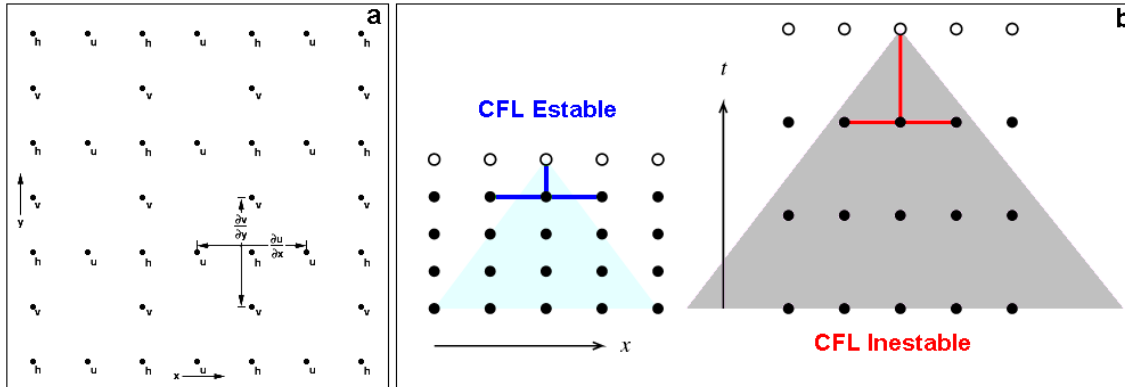 a
h u h u h u h
v v v v
h u h u h u h
v v v v
y
∂v/∂y
∂u/∂x
h u h u h u h
v v v v
h u h u h u h
x
b
CFL Estable
t
x
CFL Inestable